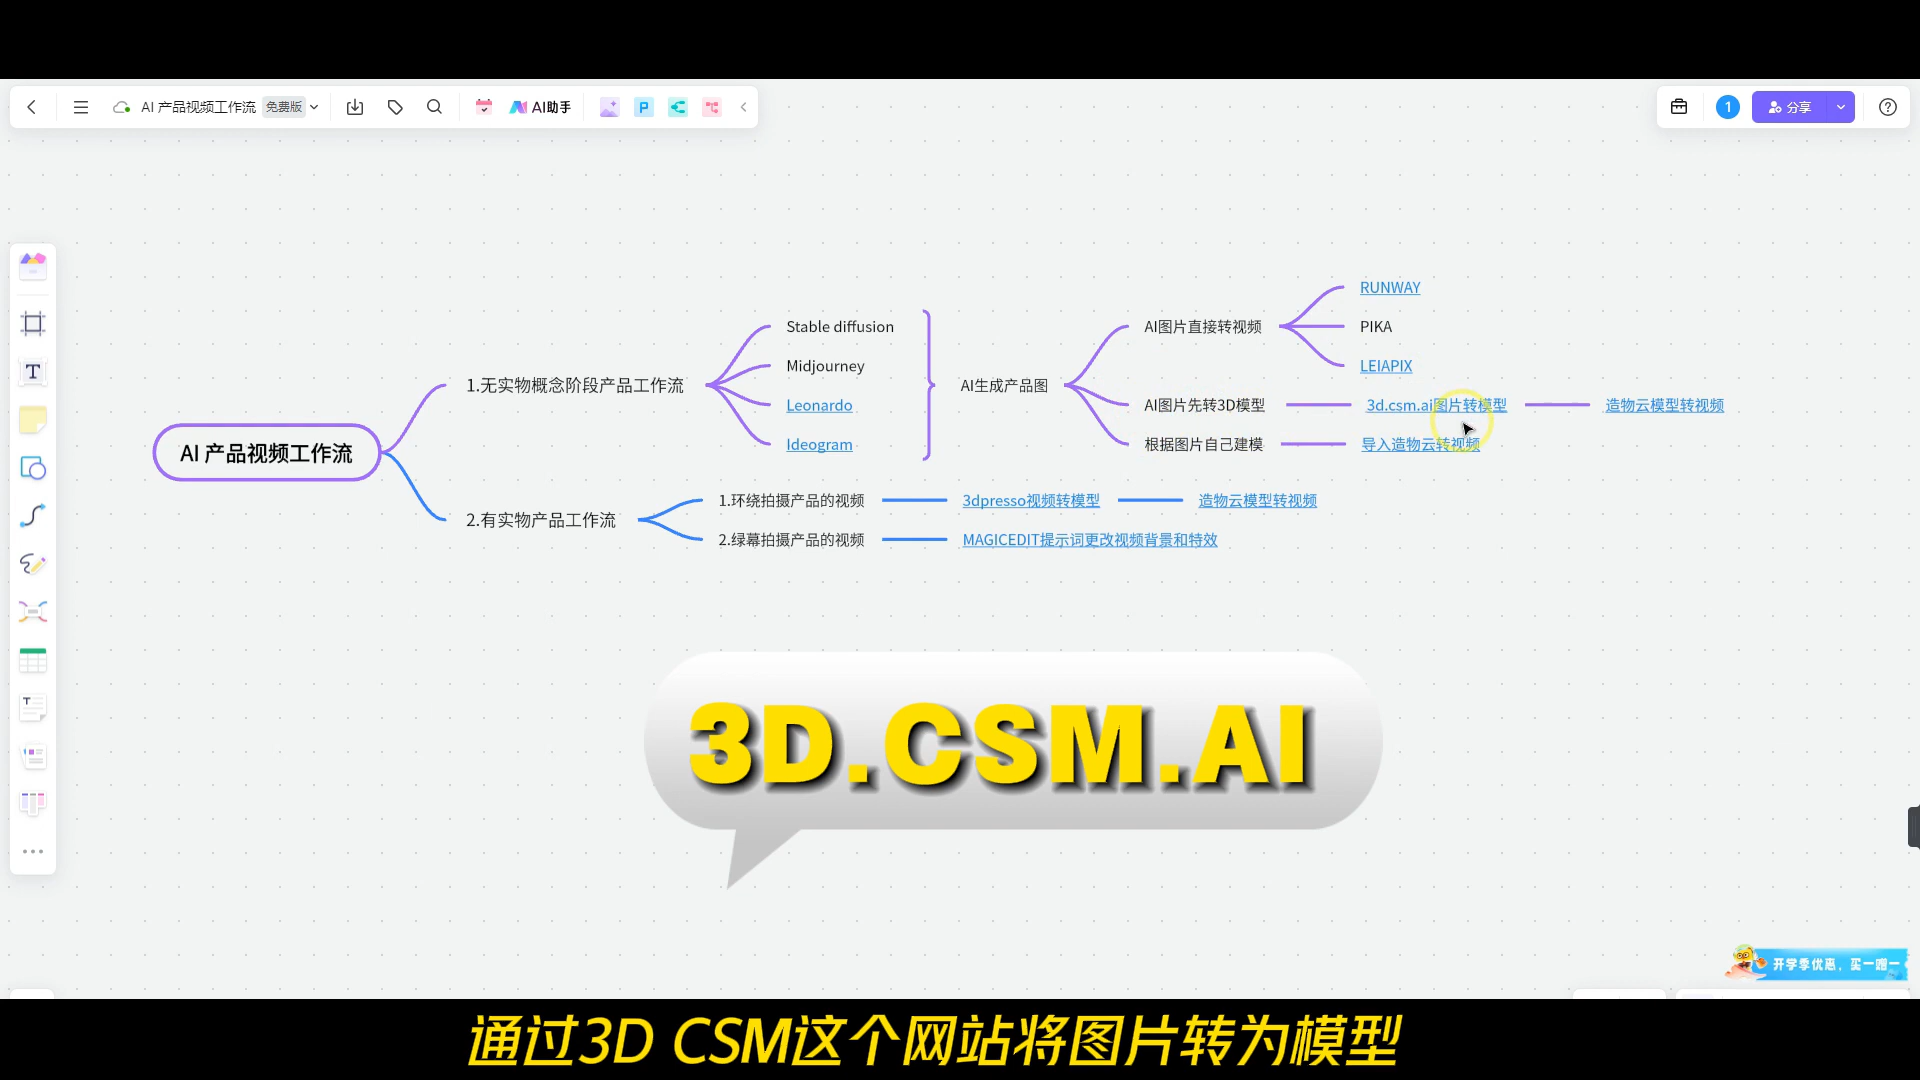 AI 产品视频工作流 免费版
AI助手
1
分享
T
T
AI 产品视频工作流
1.无实物概念阶段产品工作流
Stable diffusion
Midjourney
Leonardo
Ideogram
AI生成产品图
AI图片直接转视频
RUNWAY
PIKA
LEIAPIX
AI图片先转3D模型
3d.csm.ai图片转模型
造物云模型转视频
根据图片自己建模
导入造物云转视频
2.有实物产品工作流
1.环绕拍摄产品的视频
3dpresso视频转模型
造物云模型转视频
2.绿幕拍摄产品的视频
MAGICEDIT提示词更改视频背景和特效
3D.CSM.AI
开学季优惠，买一赠一
通过3D CSM这个网站将图片转为模型